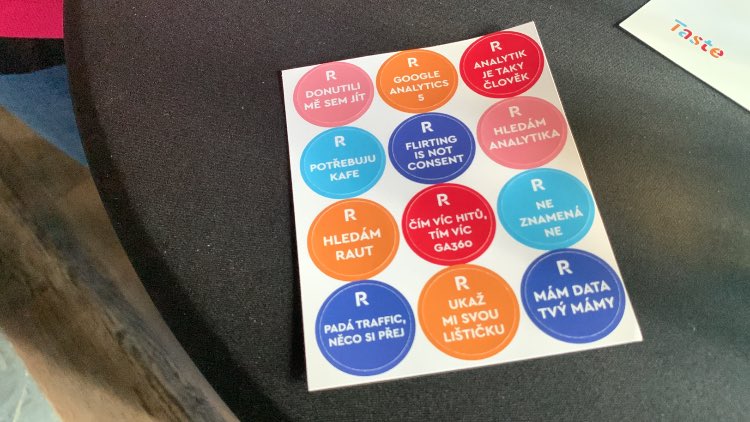 Taste
R
DONUTILI
MĚ SEM JÍT
R
GOOGLE
ANALYTICS
5
R
ANALYTIK
JE TAKY
ČLOVĚK
R
POTŘEBUJU
KAFE
R
FLIRTING
IS NOT
CONSENT
R
HLEDÁM
ANALYTIKA
R
HLEDÁM
RAUT
R
ČÍM VÍC HITŮ,
TÍM VÍC
GA360
R
NE
ZNAMENÁ
NE
R
PADÁ TRAFFIC,
NĚCO SI PŘEJ
R
UKAŽ
MI SVOU
LIŠTIČKU
R
MÁM DATA
TVÝ MÁMY